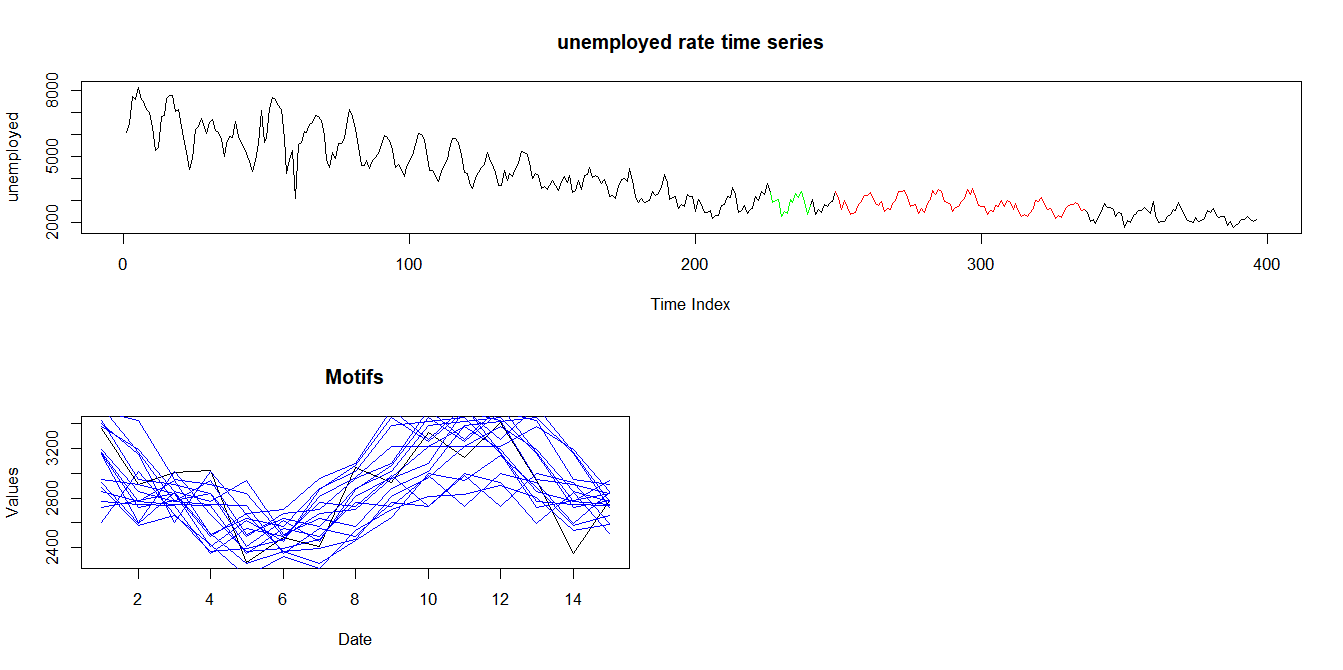 unemployed rate time series
unemployed
8000
5000
2000
0 100 200 300 400
Time Index
Motifs
Values
3200
2800
2400
2 4 6 8 10 12 14
Date